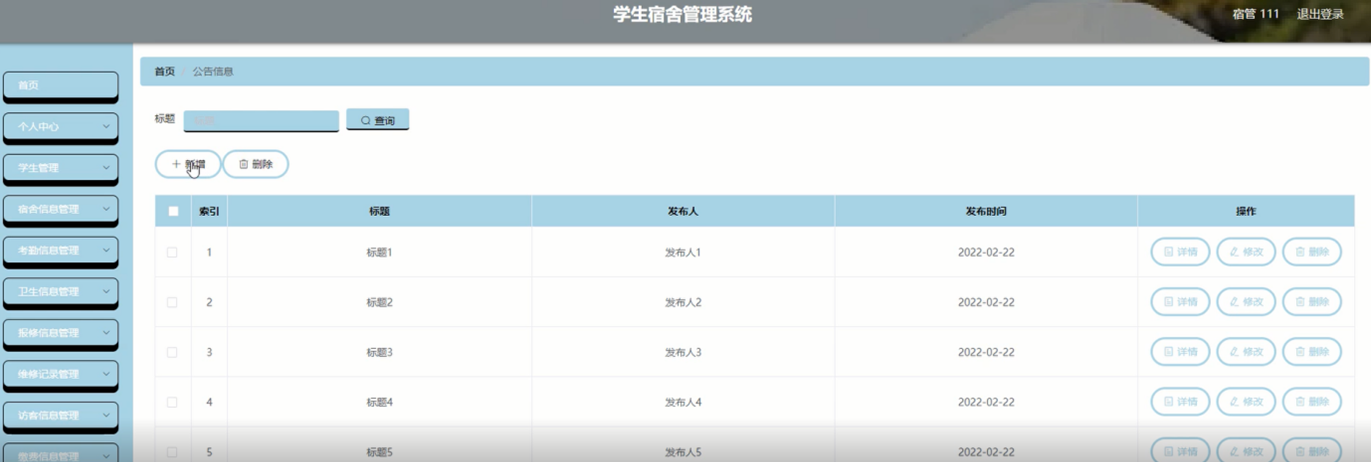 学生宿舍管理系统
宿管 111 退出登录
首页 / 公告信息
首页
个人中心
学生管理
宿舍信息管理
考勤信息管理
卫生信息管理
报修信息管理
维修记录管理
访客信息管理
缴费信息管理
标题 标题 查询
新增 删除
索引 标题 发布人 发布时间 操作
1 标题1 发布人1 2022-02-22 详情 修改 删除
2 标题2 发布人2 2022-02-22 详情 修改 删除
3 标题3 发布人3 2022-02-22 详情 修改 删除
4 标题4 发布人4 2022-02-22 详情 修改 删除
5 标题5 发布人5 2022-02-22 详情 修改 删除